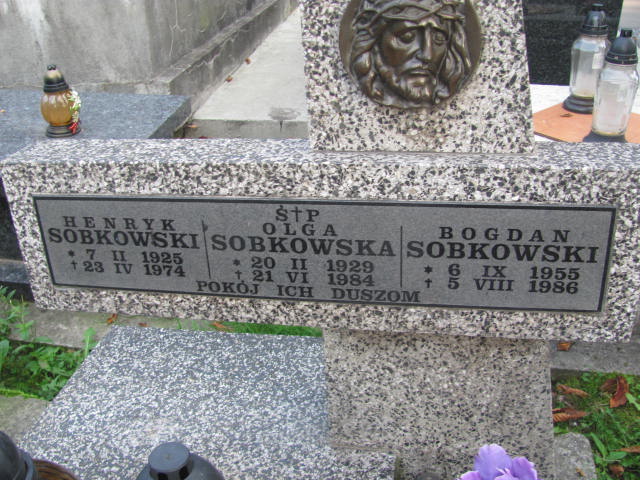 Ś†P
HENRYK
SOBKOWSKI
* 7 II 1925
† 23 IV 1974
OLGA
SOBKOWSKA
* 20 II 1929
† 21 VI 1984
BOGDAN
SOBKOWSKI
* 6 IX 1955
† 5 VIII 1986
POKÓJ ICH DUSZOM